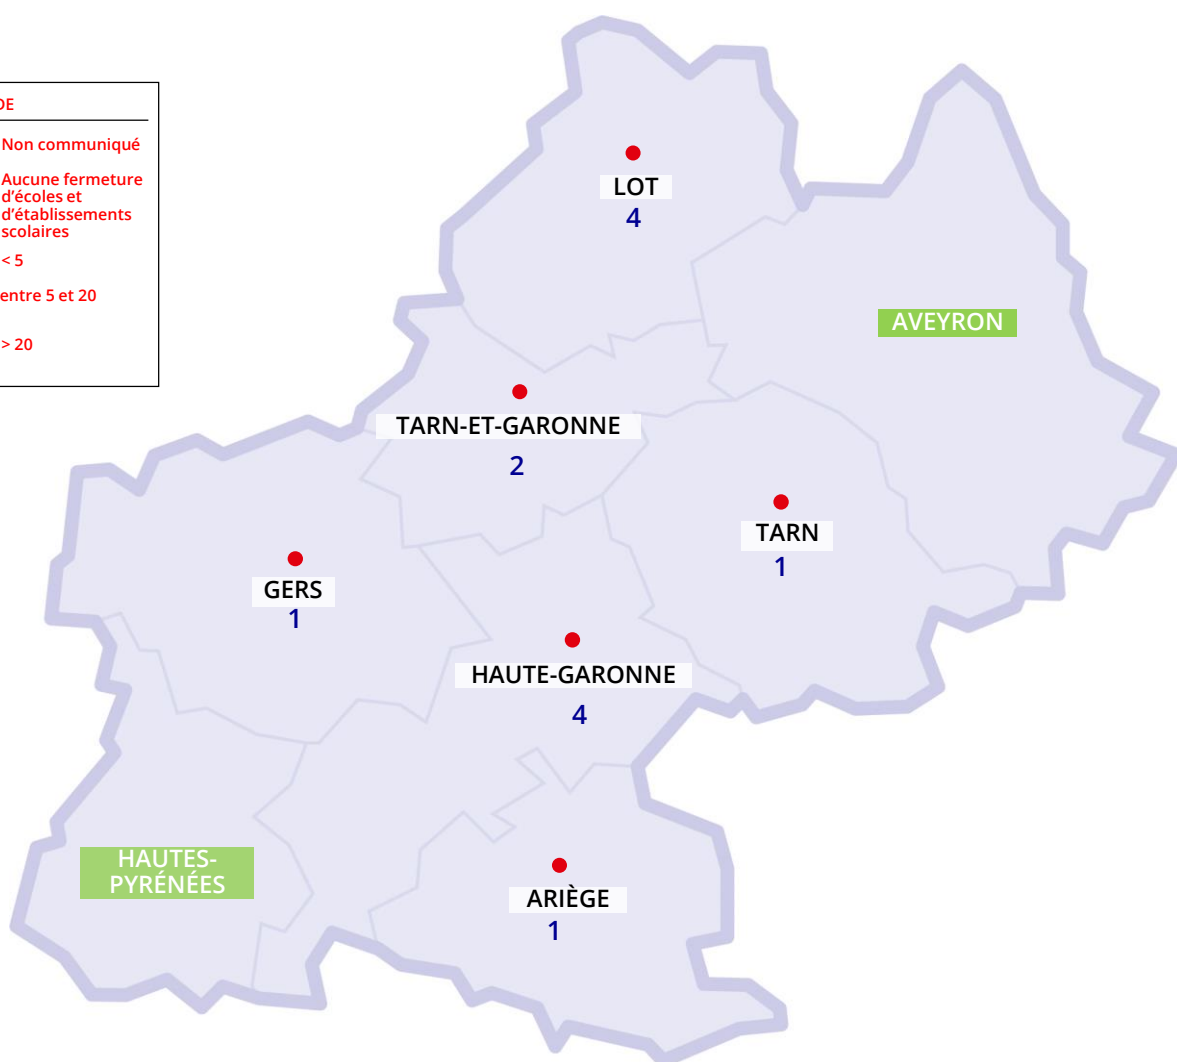 DE
Non communiqué
Aucune fermeture
d'écoles et
d'établissements
scolaires
< 5
entre 5 et 20
> 20
LOT
4
AVEYRON
TARN-ET-GARONNE
2
TARN
1
GERS
1
HAUTE-GARONNE
4
HAUTES-
PYRÉNÉES
ARIÈGE
1